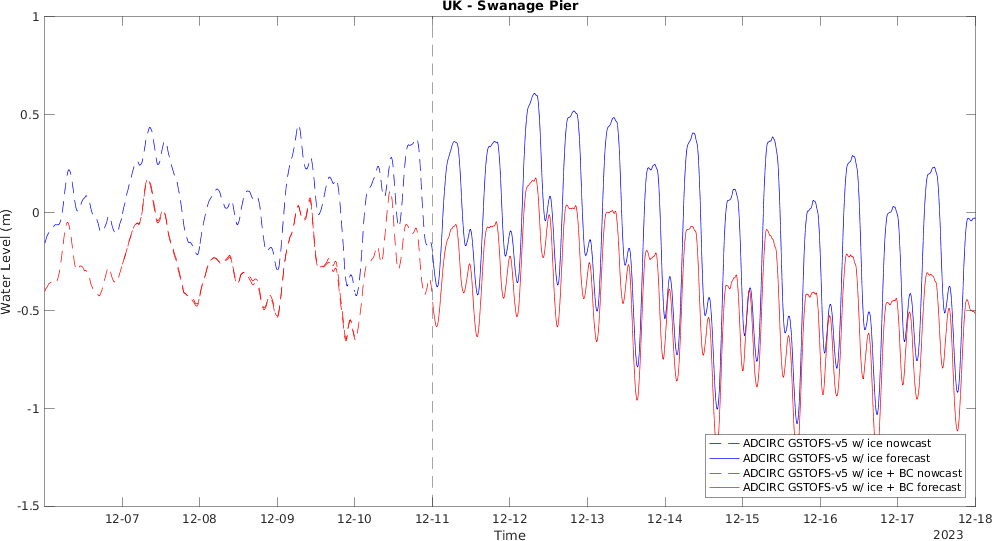 UK - Swanage Pier
1
0.5
0
-0.5
-1
-1.5
Water Level (m)
ADCIRC GSTOFS-v5 w/ ice nowcast
ADCIRC GSTOFS-v5 w/ ice forecast
ADCIRC GSTOFS-v5 w/ ice + BC nowcast
ADCIRC GSTOFS-v5 w/ ice + BC forecast
12-07 12-08 12-09 12-10 12-11 12-12 12-13 12-14 12-15 12-16 12-17 12-18
Time
2023